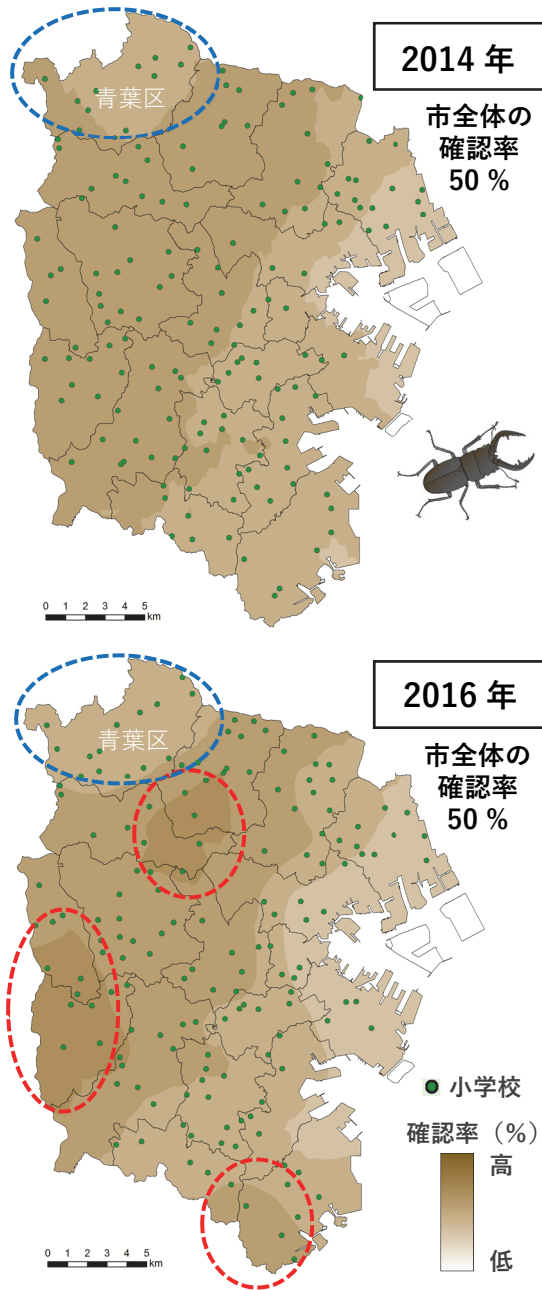 2014 年
青葉区
市全体の
確認率
50 %
0 1 2 3 4 5
km
2016 年
青葉区
市全体の
確認率
50 %
小学校
確認率（%）
高
低
0 1 2 3 4 5
km